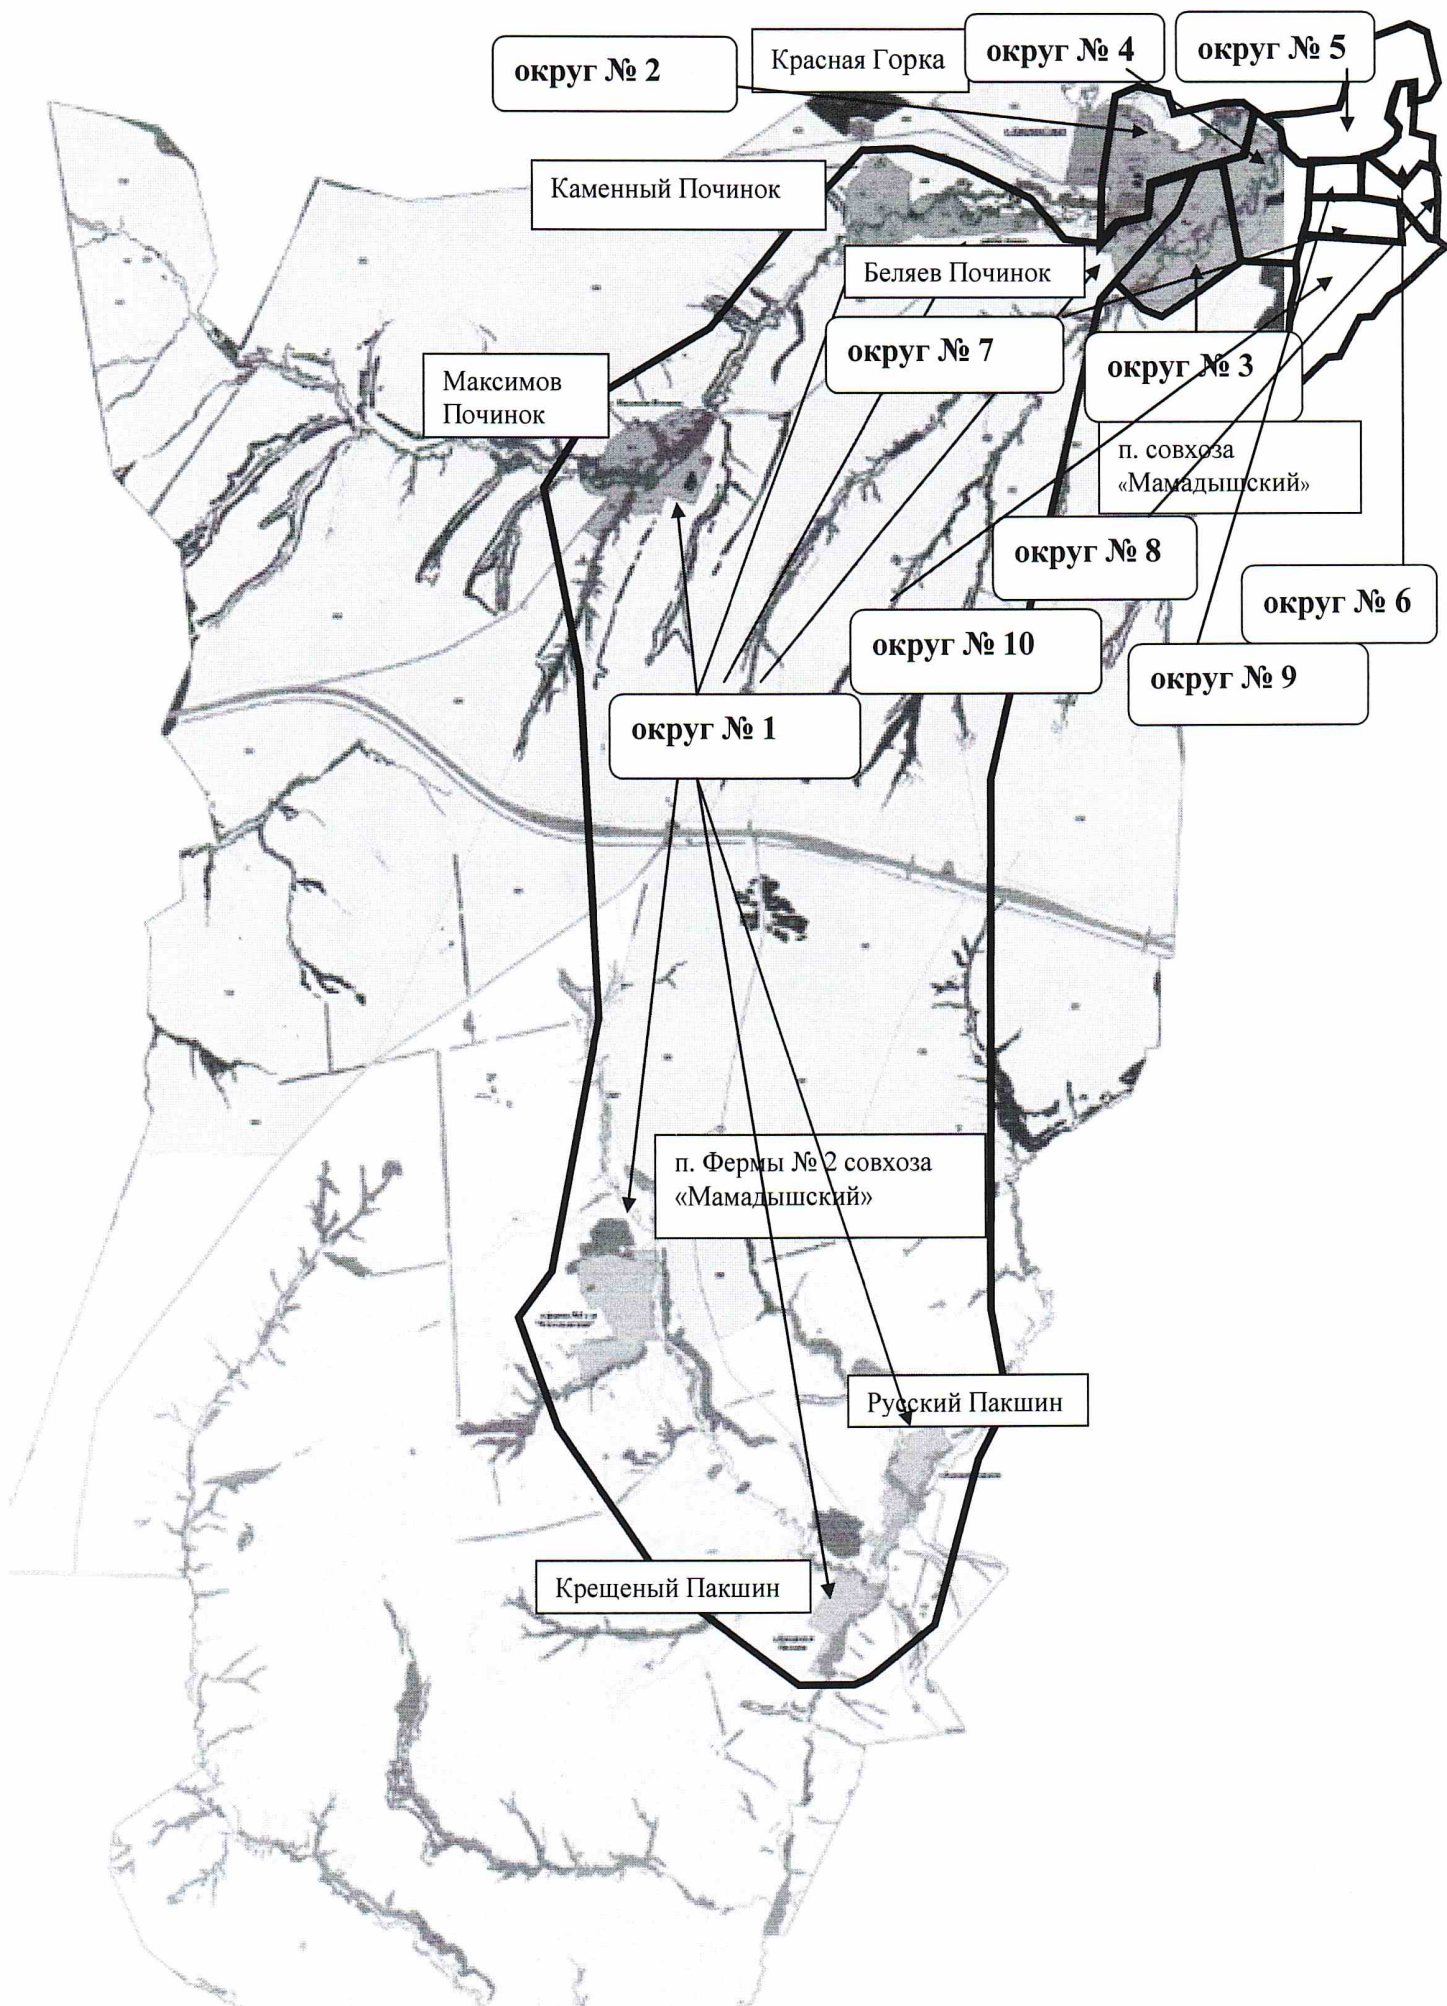 округ № 2
Красная Горка
округ № 4
округ № 5
Каменный Починок
Беляев Починок
округ № 7
округ № 3
Максимов
Починок
п. совхоза
«Мамадышский»
округ № 8
округ № 6
округ № 10
округ № 9
округ № 1
п. Фермы № 2 совхоза
«Мамадышский»
Русский Пакшин
Крещеный Пакшин